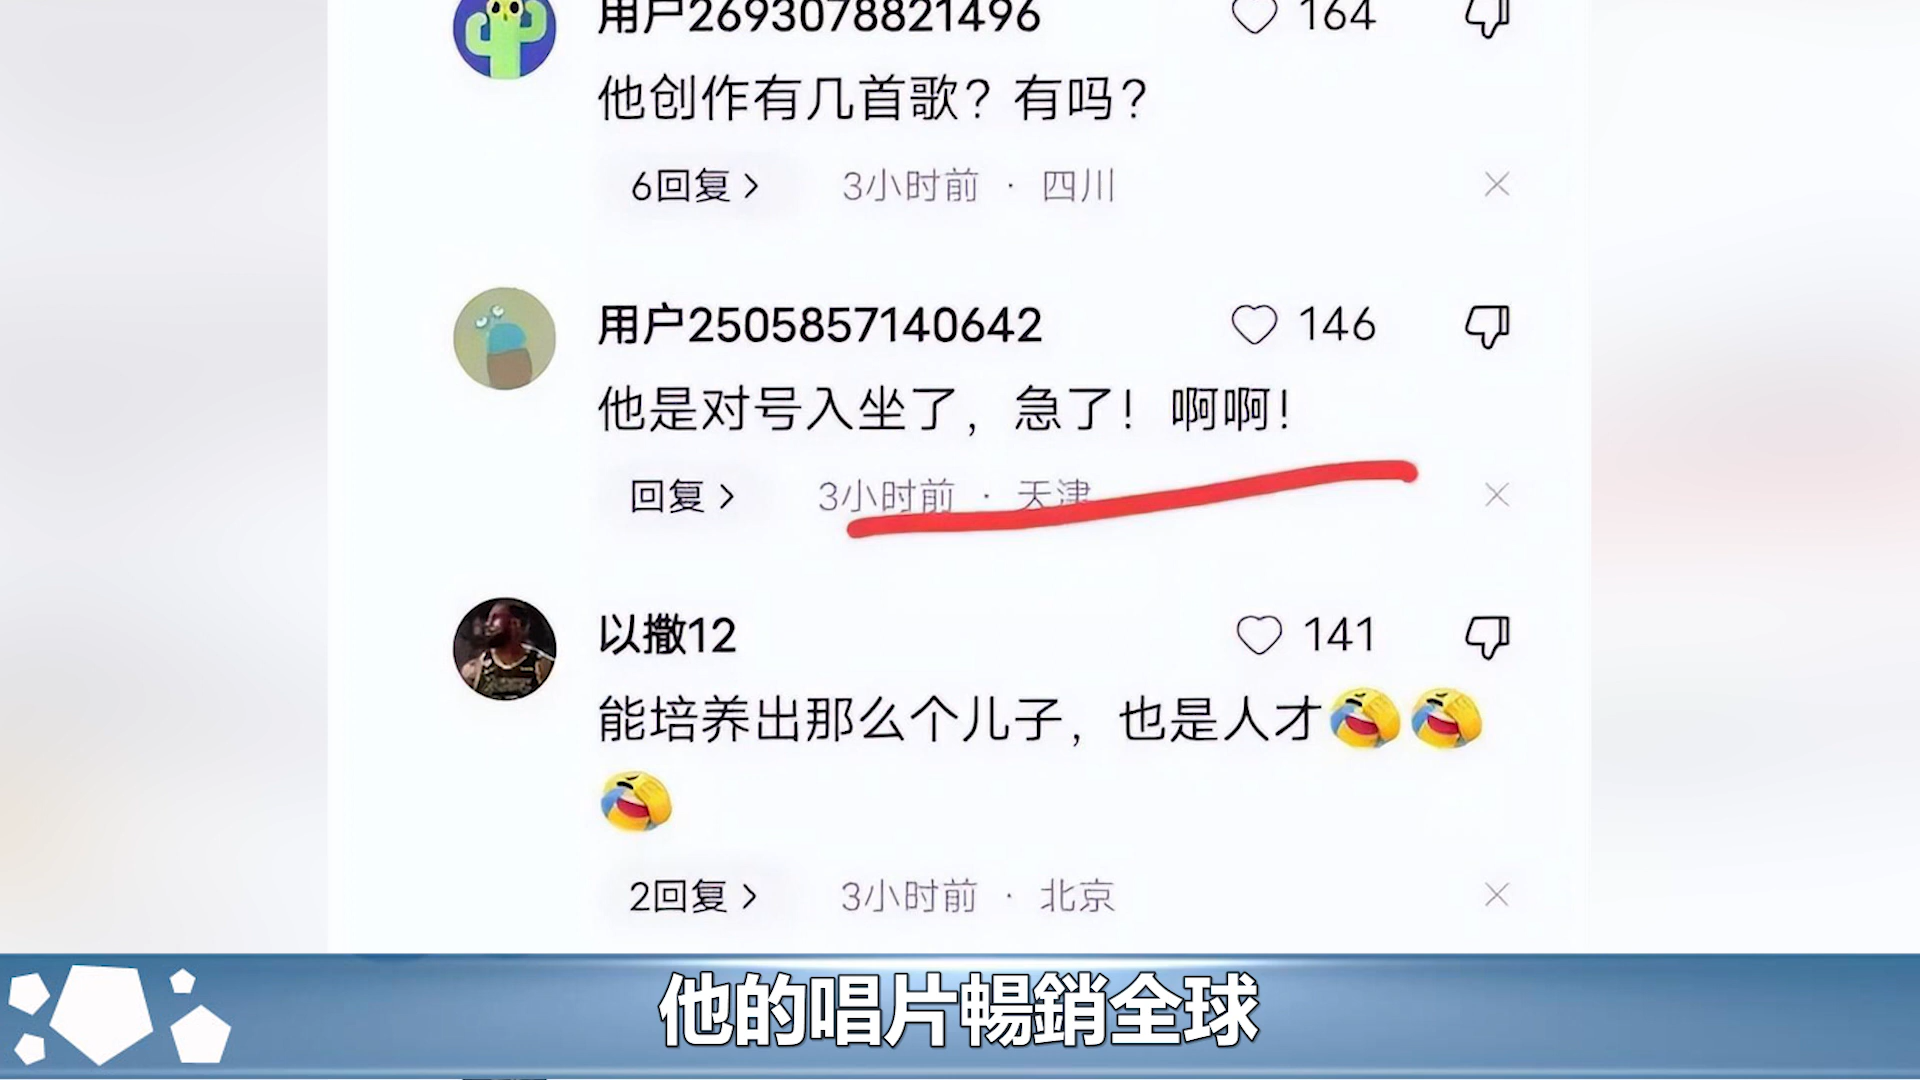 用户2693078821496 164
他创作有几首歌？有吗？
6回复 3小时前 · 四川
用户2505857140642 146
他是对号入坐了，急了！啊啊！
回复 3小时前 · 天津
以撒12 141
能培养出那么个儿子，也是人才
2回复 3小时前 · 北京
他的唱片暢銷全球